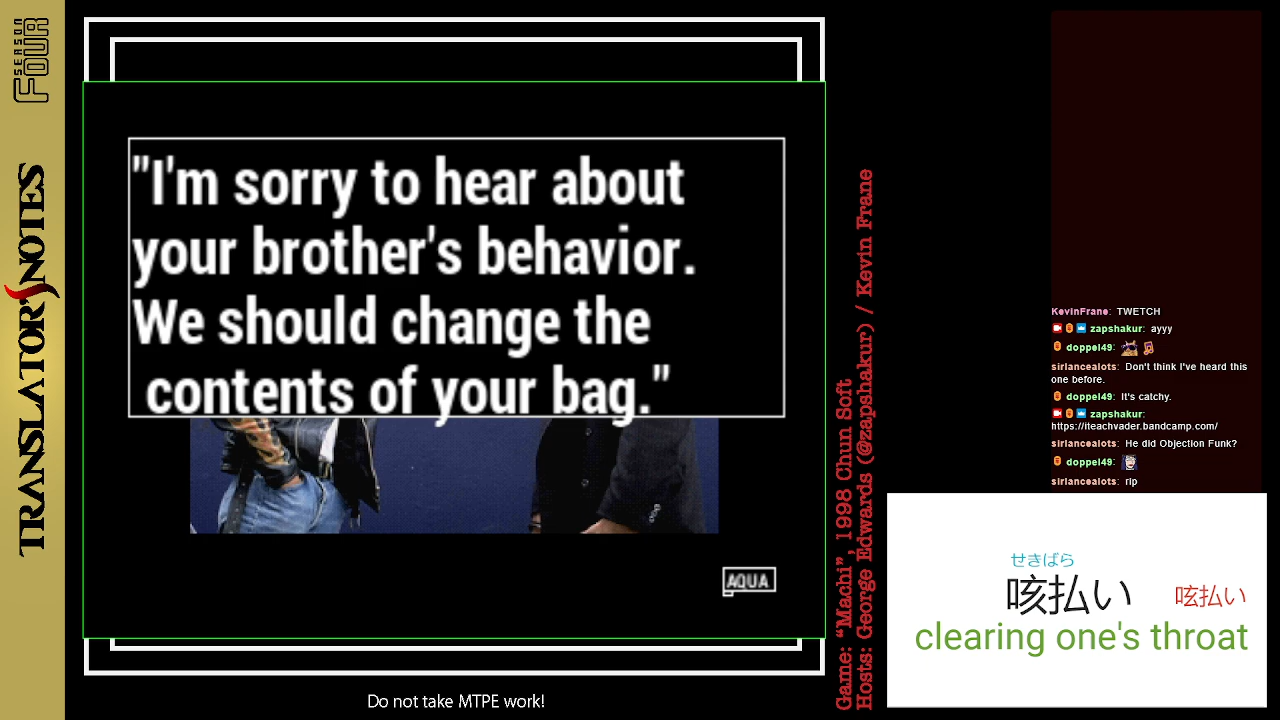 SEASON
FOUR
TRANSLATOR'S NOTES
"I'm sorry to hear about
your brother's behavior.
We should change the
contents of your bag."
AQUA
Do not take MTPE work!
Game: "Machi", 1998 Chun Soft
Hosts: George Edwards (@zapshakur) / Kevin Frane
KevinFrane: TWETCH
zapshakur: ayyy
doppel49:
sirlancealots: Don't think I've heard this
one before.
doppel49: It's catchy.
zapshakur:
https://iteachvader.bandcamp.com/
sirlancealots: He did Objection Funk?
doppel49:
sirlancealots: rip
せきばら
咳払い 呟払い
clearing one's throat